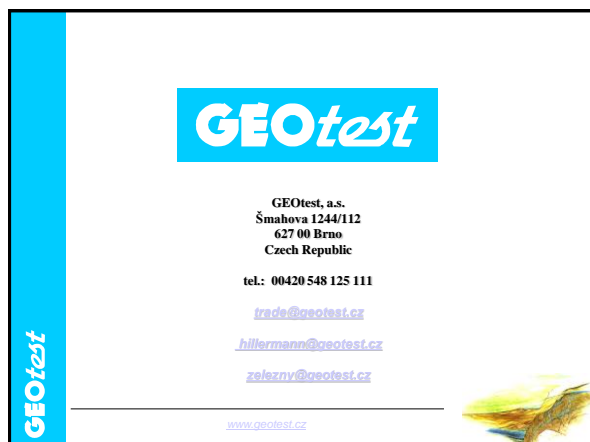 GEOtest
GEOtest, a.s.
Šmahova 1244/112
627 00 Brno
Czech Republic
tel.: 00420 548 125 111
trade@geotest.cz
hillermann@geotest.cz
zelezny@geotest.cz
GEOtest
www.geotest.cz